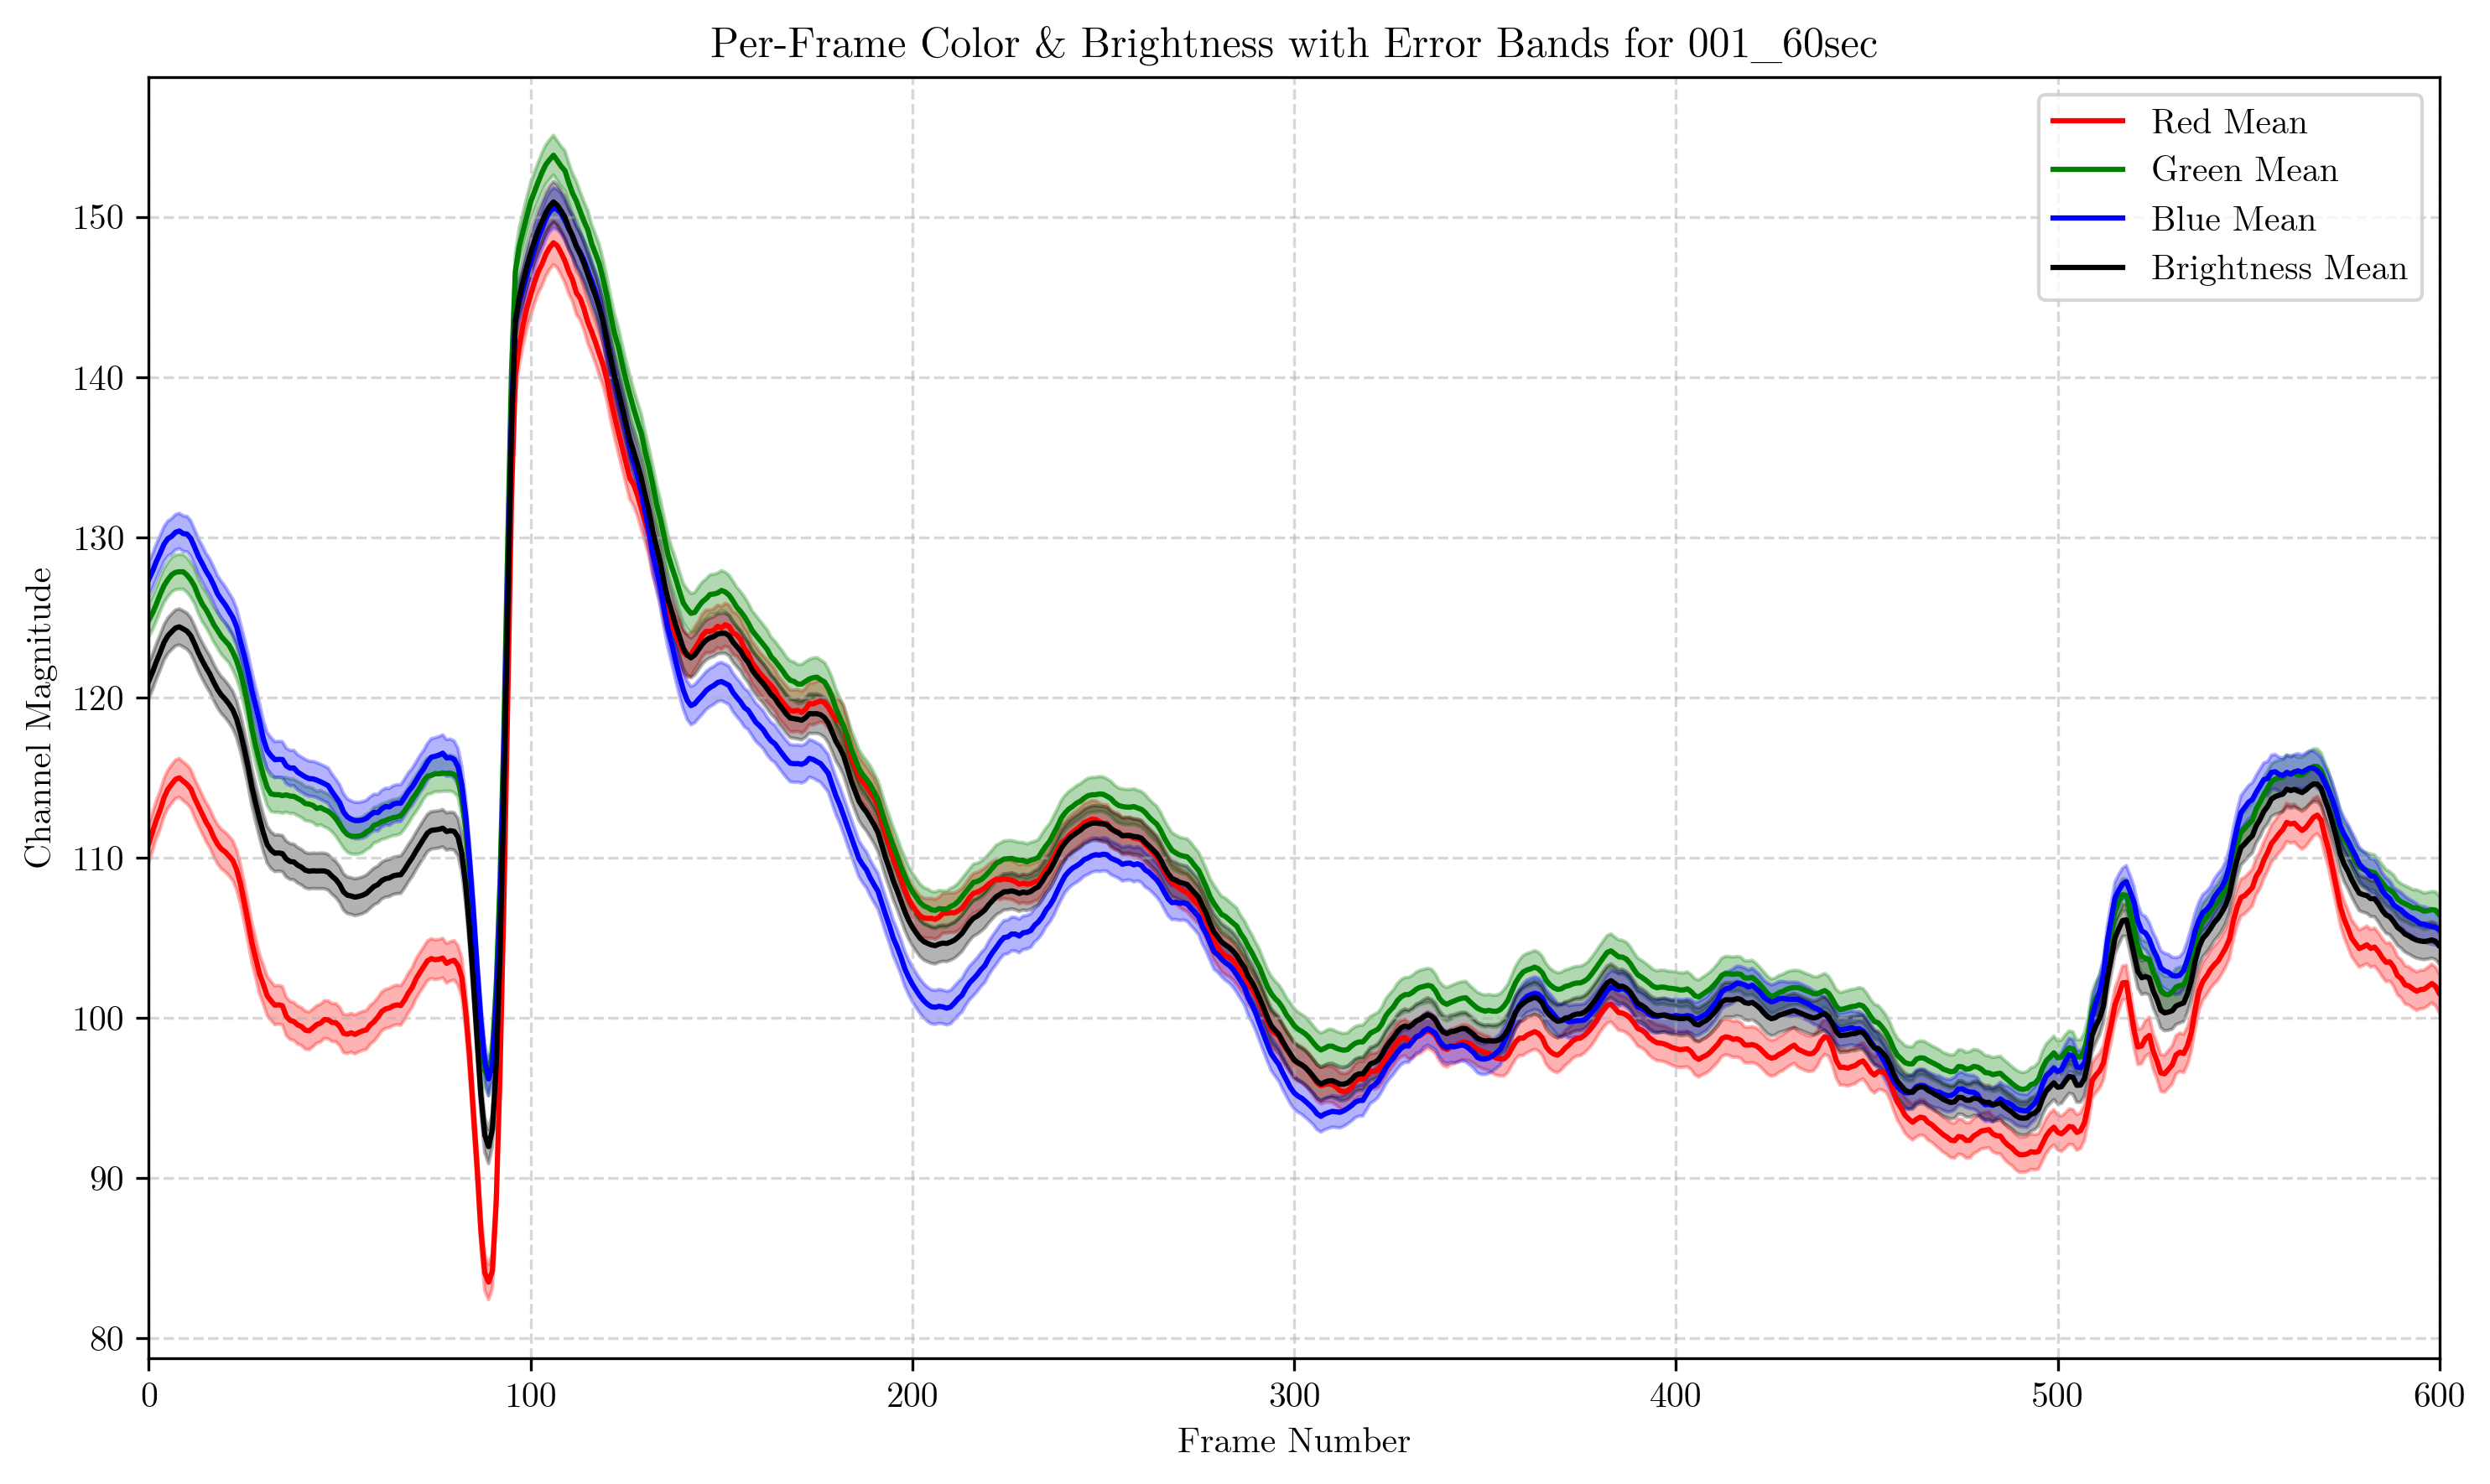 Per-Frame Color & Brightness with Error Bands for 001_60sec
Red Mean
Green Mean
Blue Mean
Brightness Mean
Channel Magnitude
150
140
130
120
110
100
90
80
0 100 200 300 400 500 600
Frame Number